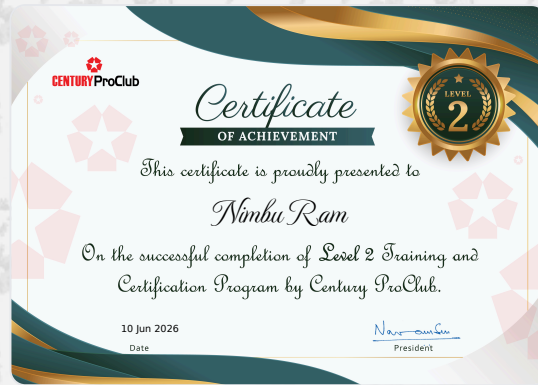 CENTURY ProClub
Certificate
OF ACHIEVEMENT
LEVEL
2
This certificate is proudly presented to
Nimbu Ram
On the successful completion of Level 2 Training and
Certification Program by Century ProClub.
10 Jun 2026
Date
President